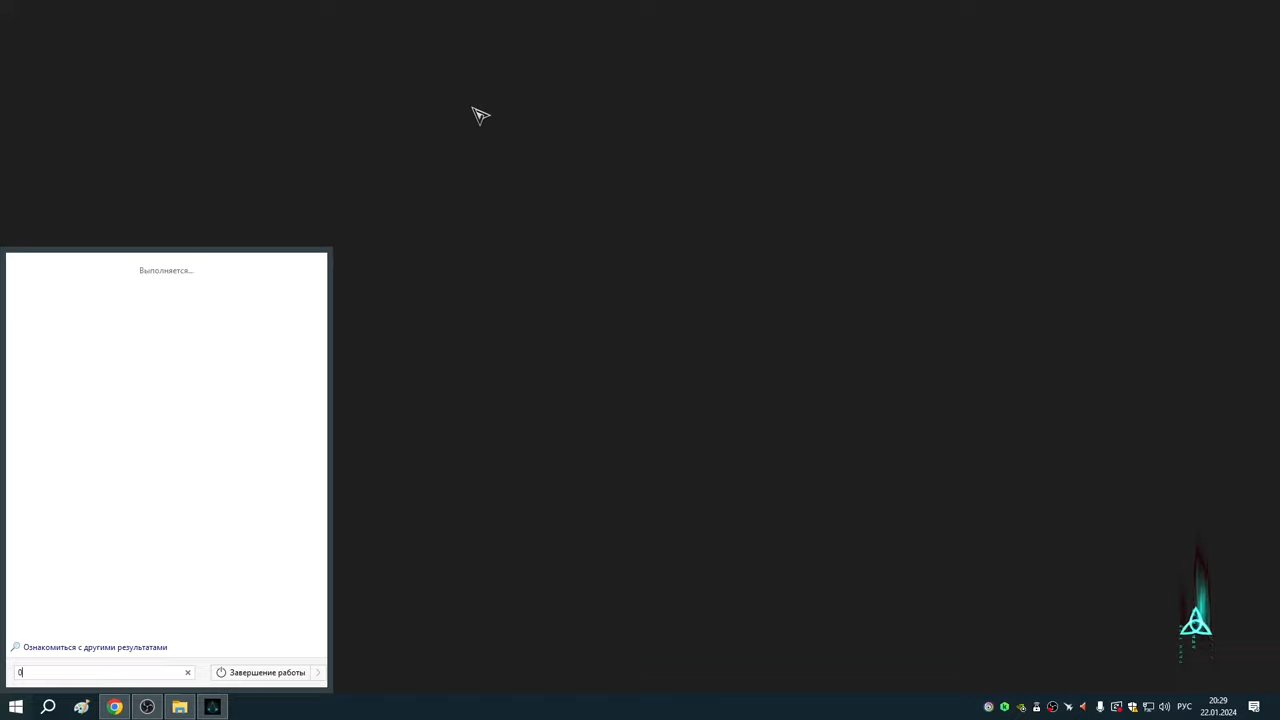 Выполняется...
Ознакомиться с другими результатами
0
Завершение работы
РУС
20:29
22.01.2024